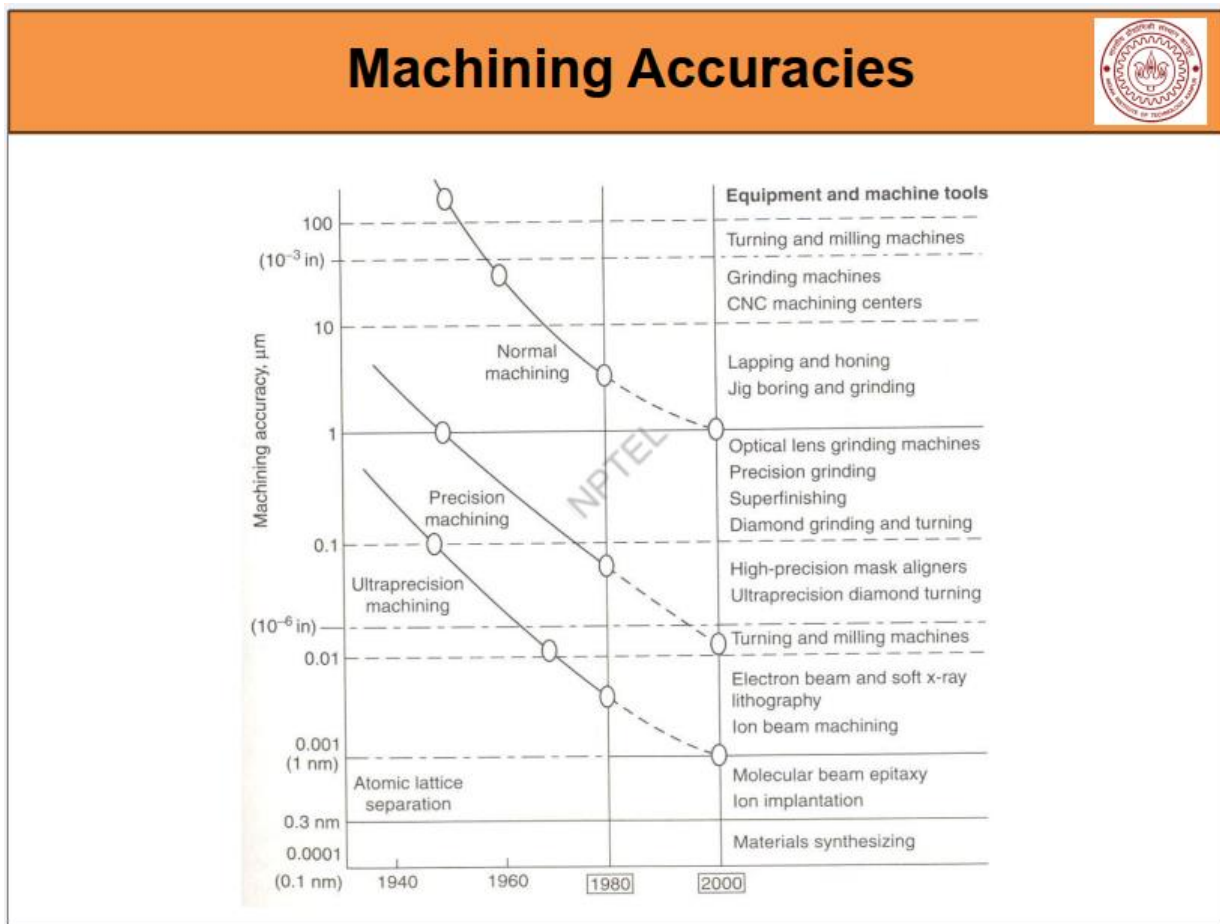 Machining Accuracies
Equipment and machine tools
100
Turning and milling machines
(10⁻³ in)
Grinding machines
CNC machining centers
10
Normal
machining
Lapping and honing
Jig boring and grinding
Machining accuracy, μm
1
Optical lens grinding machines
Precision grinding
Superfinishing
Diamond grinding and turning
Precision
machining
NPTEL
0.1
High-precision mask aligners
Ultraprecision diamond turning
Ultraprecision
machining
(10⁻⁶ in)
Turning and milling machines
0.01
Electron beam and soft x-ray
lithography
Ion beam machining
0.001
(1 nm)
Molecular beam epitaxy
Ion implantation
Atomic lattice
separation
0.3 nm
Materials synthesizing
0.0001
(0.1 nm)
1940
1960
1980
2000